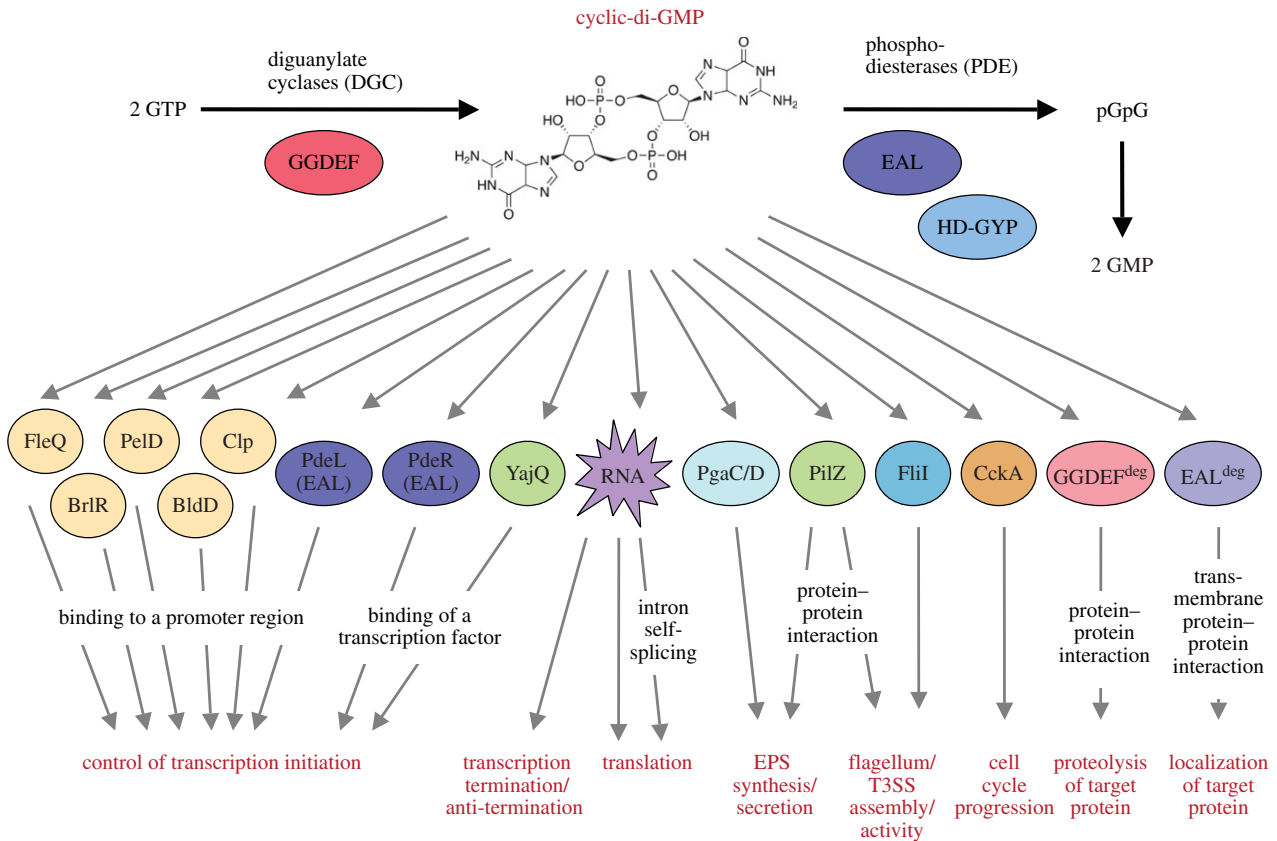 cyclic-di-GMP
diguanylate
cyclases (DGC)
phospho-
diesterases (PDE)
2 GTP
pGpG
GGDEF
EAL
HD-GYP
2 GMP
O
N
NH
N
N
NH₂
O
HO
P
O
O
O
HO
O
OH
O
O
P
OH
O
O
H₂N
N
N
NH
N
O
FleQ
PelD
Clp
BrlR
BldD
PdeL
(EAL)
PdeR
(EAL)
YajQ
RNA
PgaC/D
PilZ
FliI
CckA
GGDEFdeg
EALdeg
binding to a promoter region
binding of a
transcription factor
intron
self-
splicing
protein–
protein
interaction
protein–
protein
interaction
trans-
membrane
protein–
protein
interaction
control of transcription initiation
transcription
termination/
anti-termination
translation
EPS
synthesis/
secretion
flagellum/
T3SS
assembly/
activity
cell
cycle
progression
proteolysis
of target
protein
localization
of target
protein